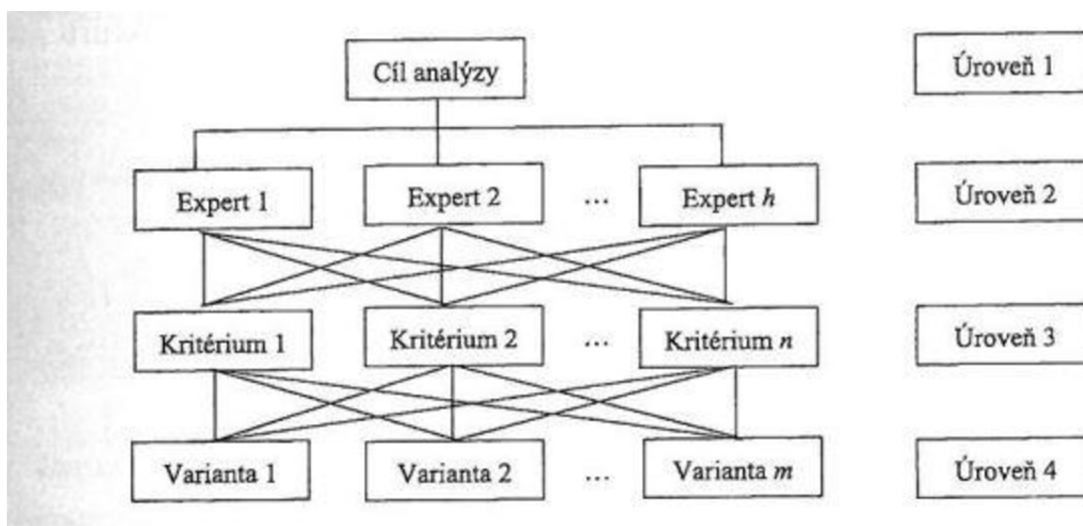 Cíl analýzy
Úroveň 1
Expert 1
Expert 2
...
Expert h
Úroveň 2
Kritérium 1
Kritérium 2
...
Kritérium n
Úroveň 3
Varianta 1
Varianta 2
...
Varianta m
Úroveň 4